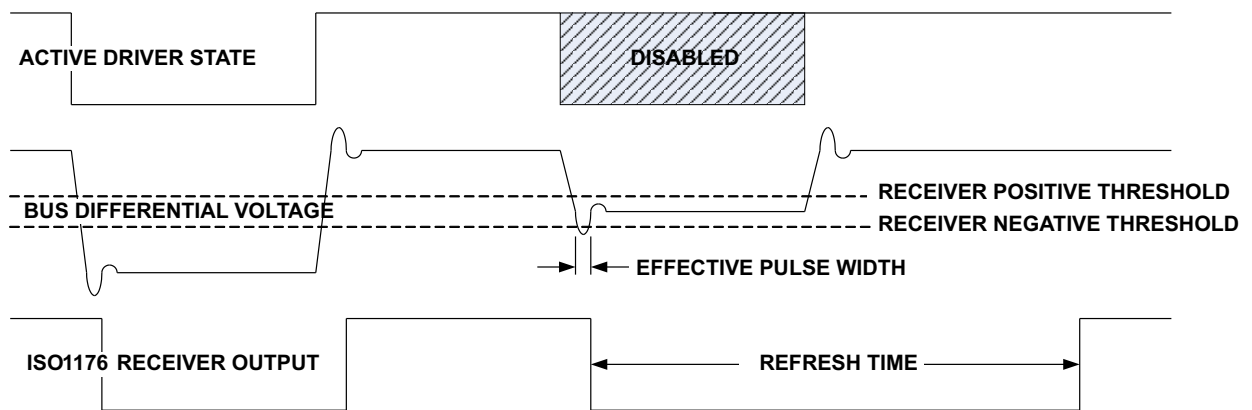 ACTIVE DRIVER STATE
DISABLED
RECEIVER POSITIVE THRESHOLD
BUS DIFFERENTIAL VOLTAGE
RECEIVER NEGATIVE THRESHOLD
EFFECTIVE PULSE WIDTH
ISO1176 RECEIVER OUTPUT
REFRESH TIME